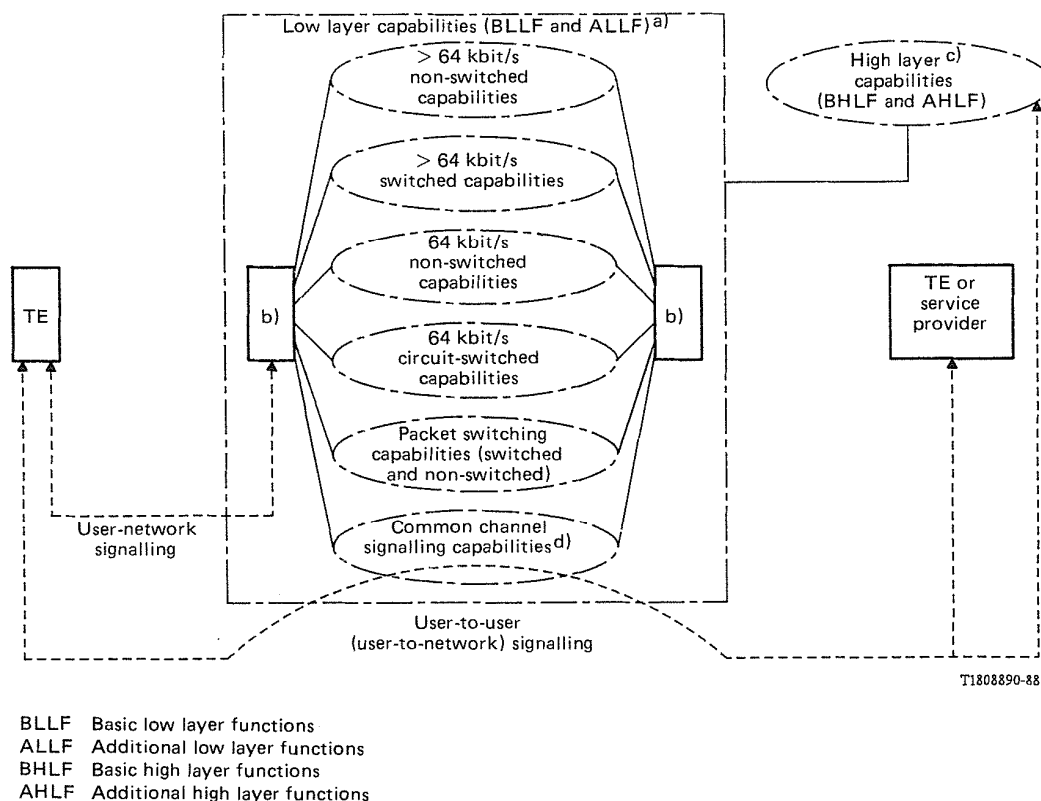 Low layer capabilities (BLLF and ALLF) a)
> 64 kbit/s
non-switched
capabilities
High layer c)
capabilities
(BHLF and AHLF)
> 64 kbit/s
switched capabilities
64 kbit/s
non-switched
capabilities
TE
b)
b)
TE or
service
provider
64 kbit/s
circuit-switched
capabilities
Packet switching
capabilities (switched
and non-switched)
Common channel
signalling capabilities d)
User-network
signalling
User-to-user
(user-to-network) signalling
T1808890-88
BLLF Basic low layer functions
ALLF Additional low layer functions
BHLF Basic high layer functions
AHLF Additional high layer functions